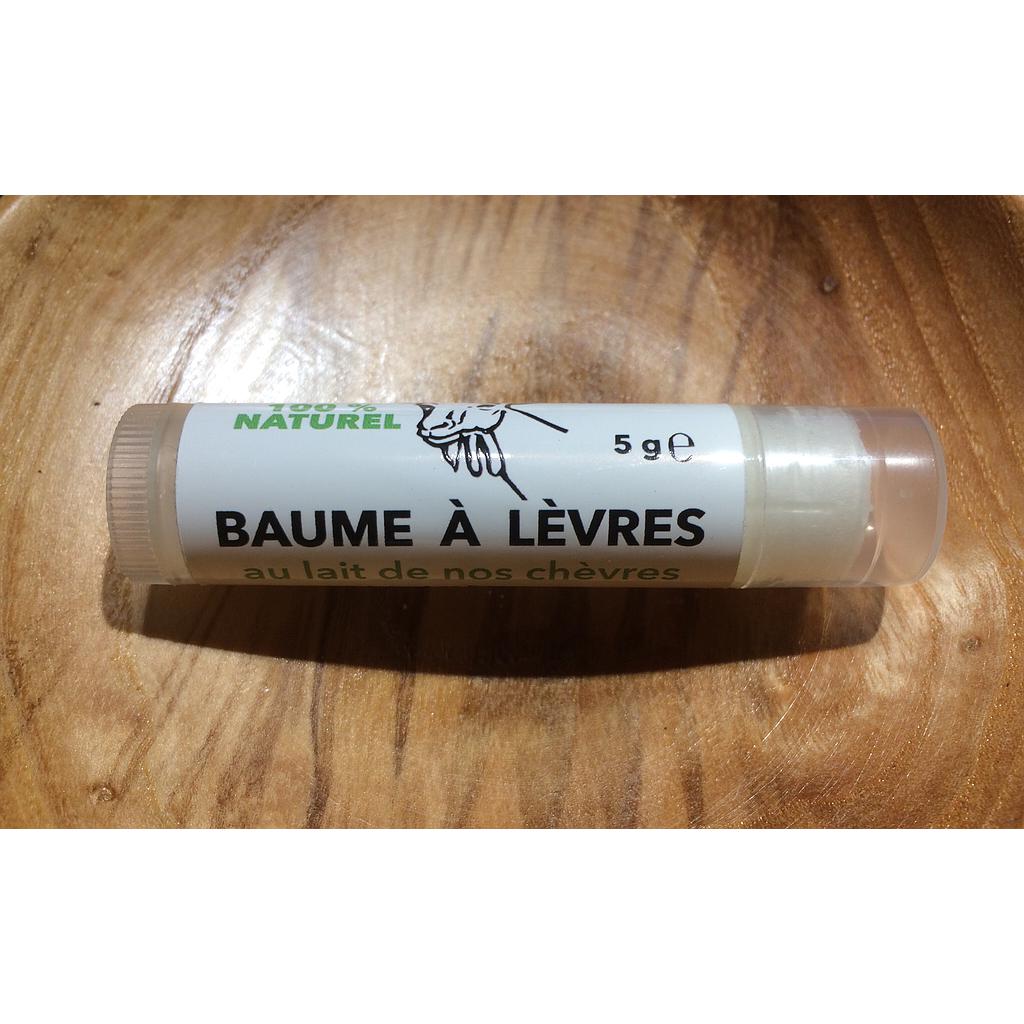 100 %
NATUREL
5 g ℮
BAUME À LÈVRES
au lait de nos chèvres